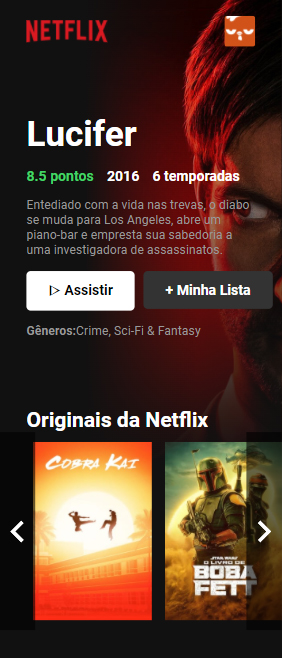 NETFLIX
Lucifer
8.5 pontos 2016 6 temporadas
Entediado com a vida nas trevas, o diabo
se muda para Los Angeles, abre um
piano-bar e empresta sua sabedoria a
uma investigadora de assassinatos.
Assistir + Minha Lista
Gêneros:Crime, Sci-Fi & Fantasy
Originais da Netflix
COBRA KAI
STAR WARS
O LIVRO DE
BOBA
FETT